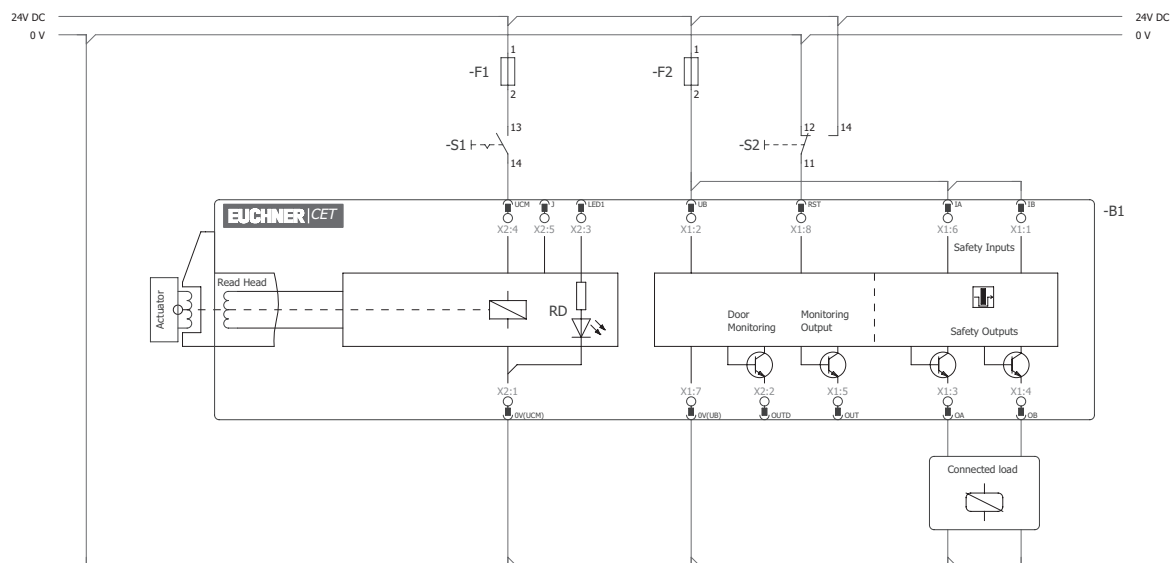 24V DC
24V DC
0 V
0 V
1
1
-F1
-F2
2
2
13
12
14
-S1
-S2
14
11
EUCHNER CET
UCM
J
LED1
UB
RST
IA
IB
-B1
X2:4
X2:5
X2:3
X1:2
X1:8
X1:6
X1:1
Safety Inputs
Read Head
Actuator
RD
Door
Monitoring
Monitoring
Output
Safety Outputs
X2:1
X1:7
X2:2
X1:5
X1:3
X1:4
0V(UCM)
0V(UB)
OUTD
OUT
OA
OB
Connected load